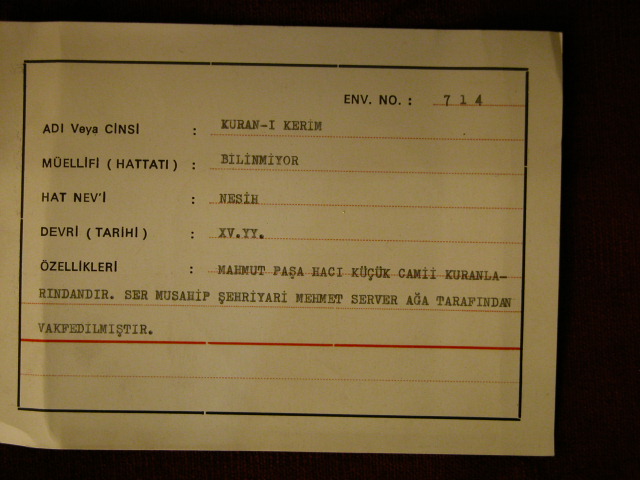 ENV. NO. : 714
ADI Veya CİNSİ : KURAN-I KERİM
MÜELLİFİ ( HATTATI ) : BİLİNMİYOR
HAT NEV'İ : NESİH
DEVRİ ( TARİHİ ) : XV.YY.
ÖZELLİKLERİ : MAHMUT PAŞA HACI KÜÇÜK CAMİİ KURANLA-
RINDANDIR. SER MUSAHİP ŞEHRİYARİ MEHMET SERVER AĞA TARAFINDAN
VAKFEDİLMIŞTIR.